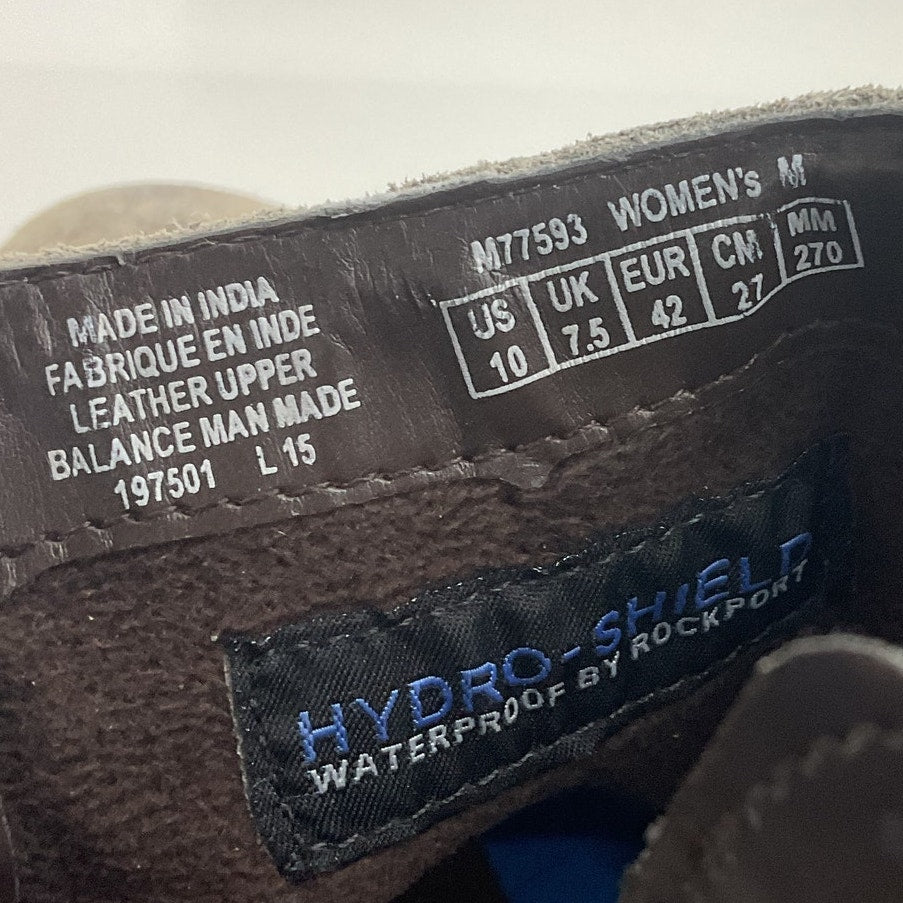 MADE IN INDIA
FABRIQUE EN INDE
LEATHER UPPER
BALANCE MAN MADE
197501 L 15
M77593 WOMEN's M
US UK EUR CM MM
10 7.5 42 27 270
HYDRO-SHIELD
WATERPROOF BY ROCKPORT